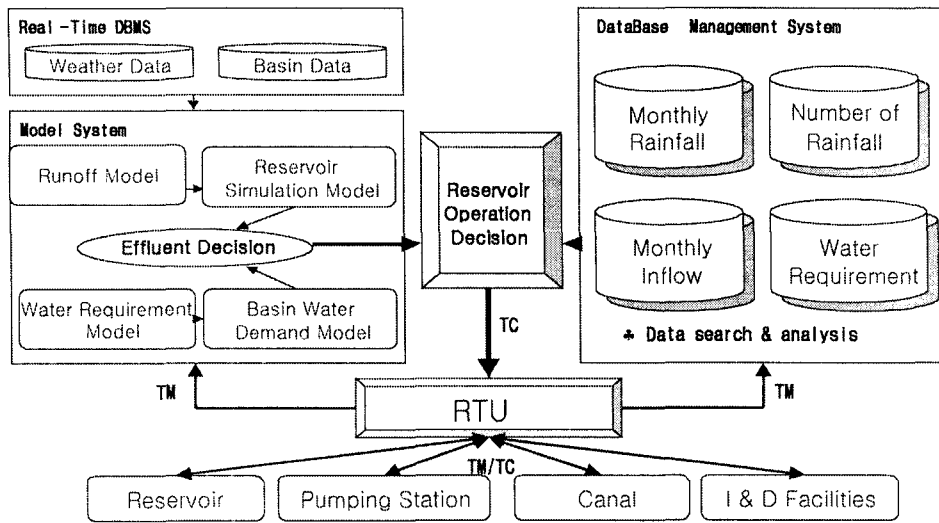 Real-Time DBMS
Weather Data
Basin Data
Model System
Runoff Model
Reservoir
Simulation Model
Effluent Decision
Water Requirement
Model
Basin Water
Demand Model
Reservoir
Operation
Decision
DataBase Management System
Monthly
Rainfall
Number of
Rainfall
Monthly
Inflow
Water
Requirement
♣ Data search & analysis
TC
TM
TM
RTU
TM/TC
Reservoir
Pumping Station
Canal
I & D Facilities